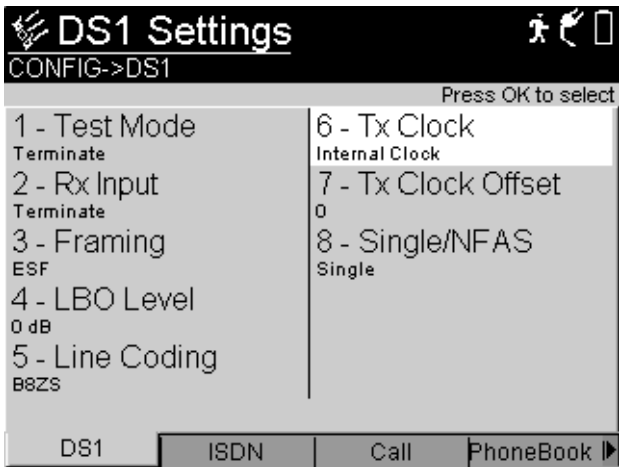 DS1 Settings
CONFIG->DS1
Press OK to select
1 - Test Mode
Terminate
2 - Rx Input
Terminate
3 - Framing
ESF
4 - LBO Level
0 dB
5 - Line Coding
B8ZS
6 - Tx Clock
Internal Clock
7 - Tx Clock Offset
0
8 - Single/NFAS
Single
DS1 ISDN Call PhoneBook